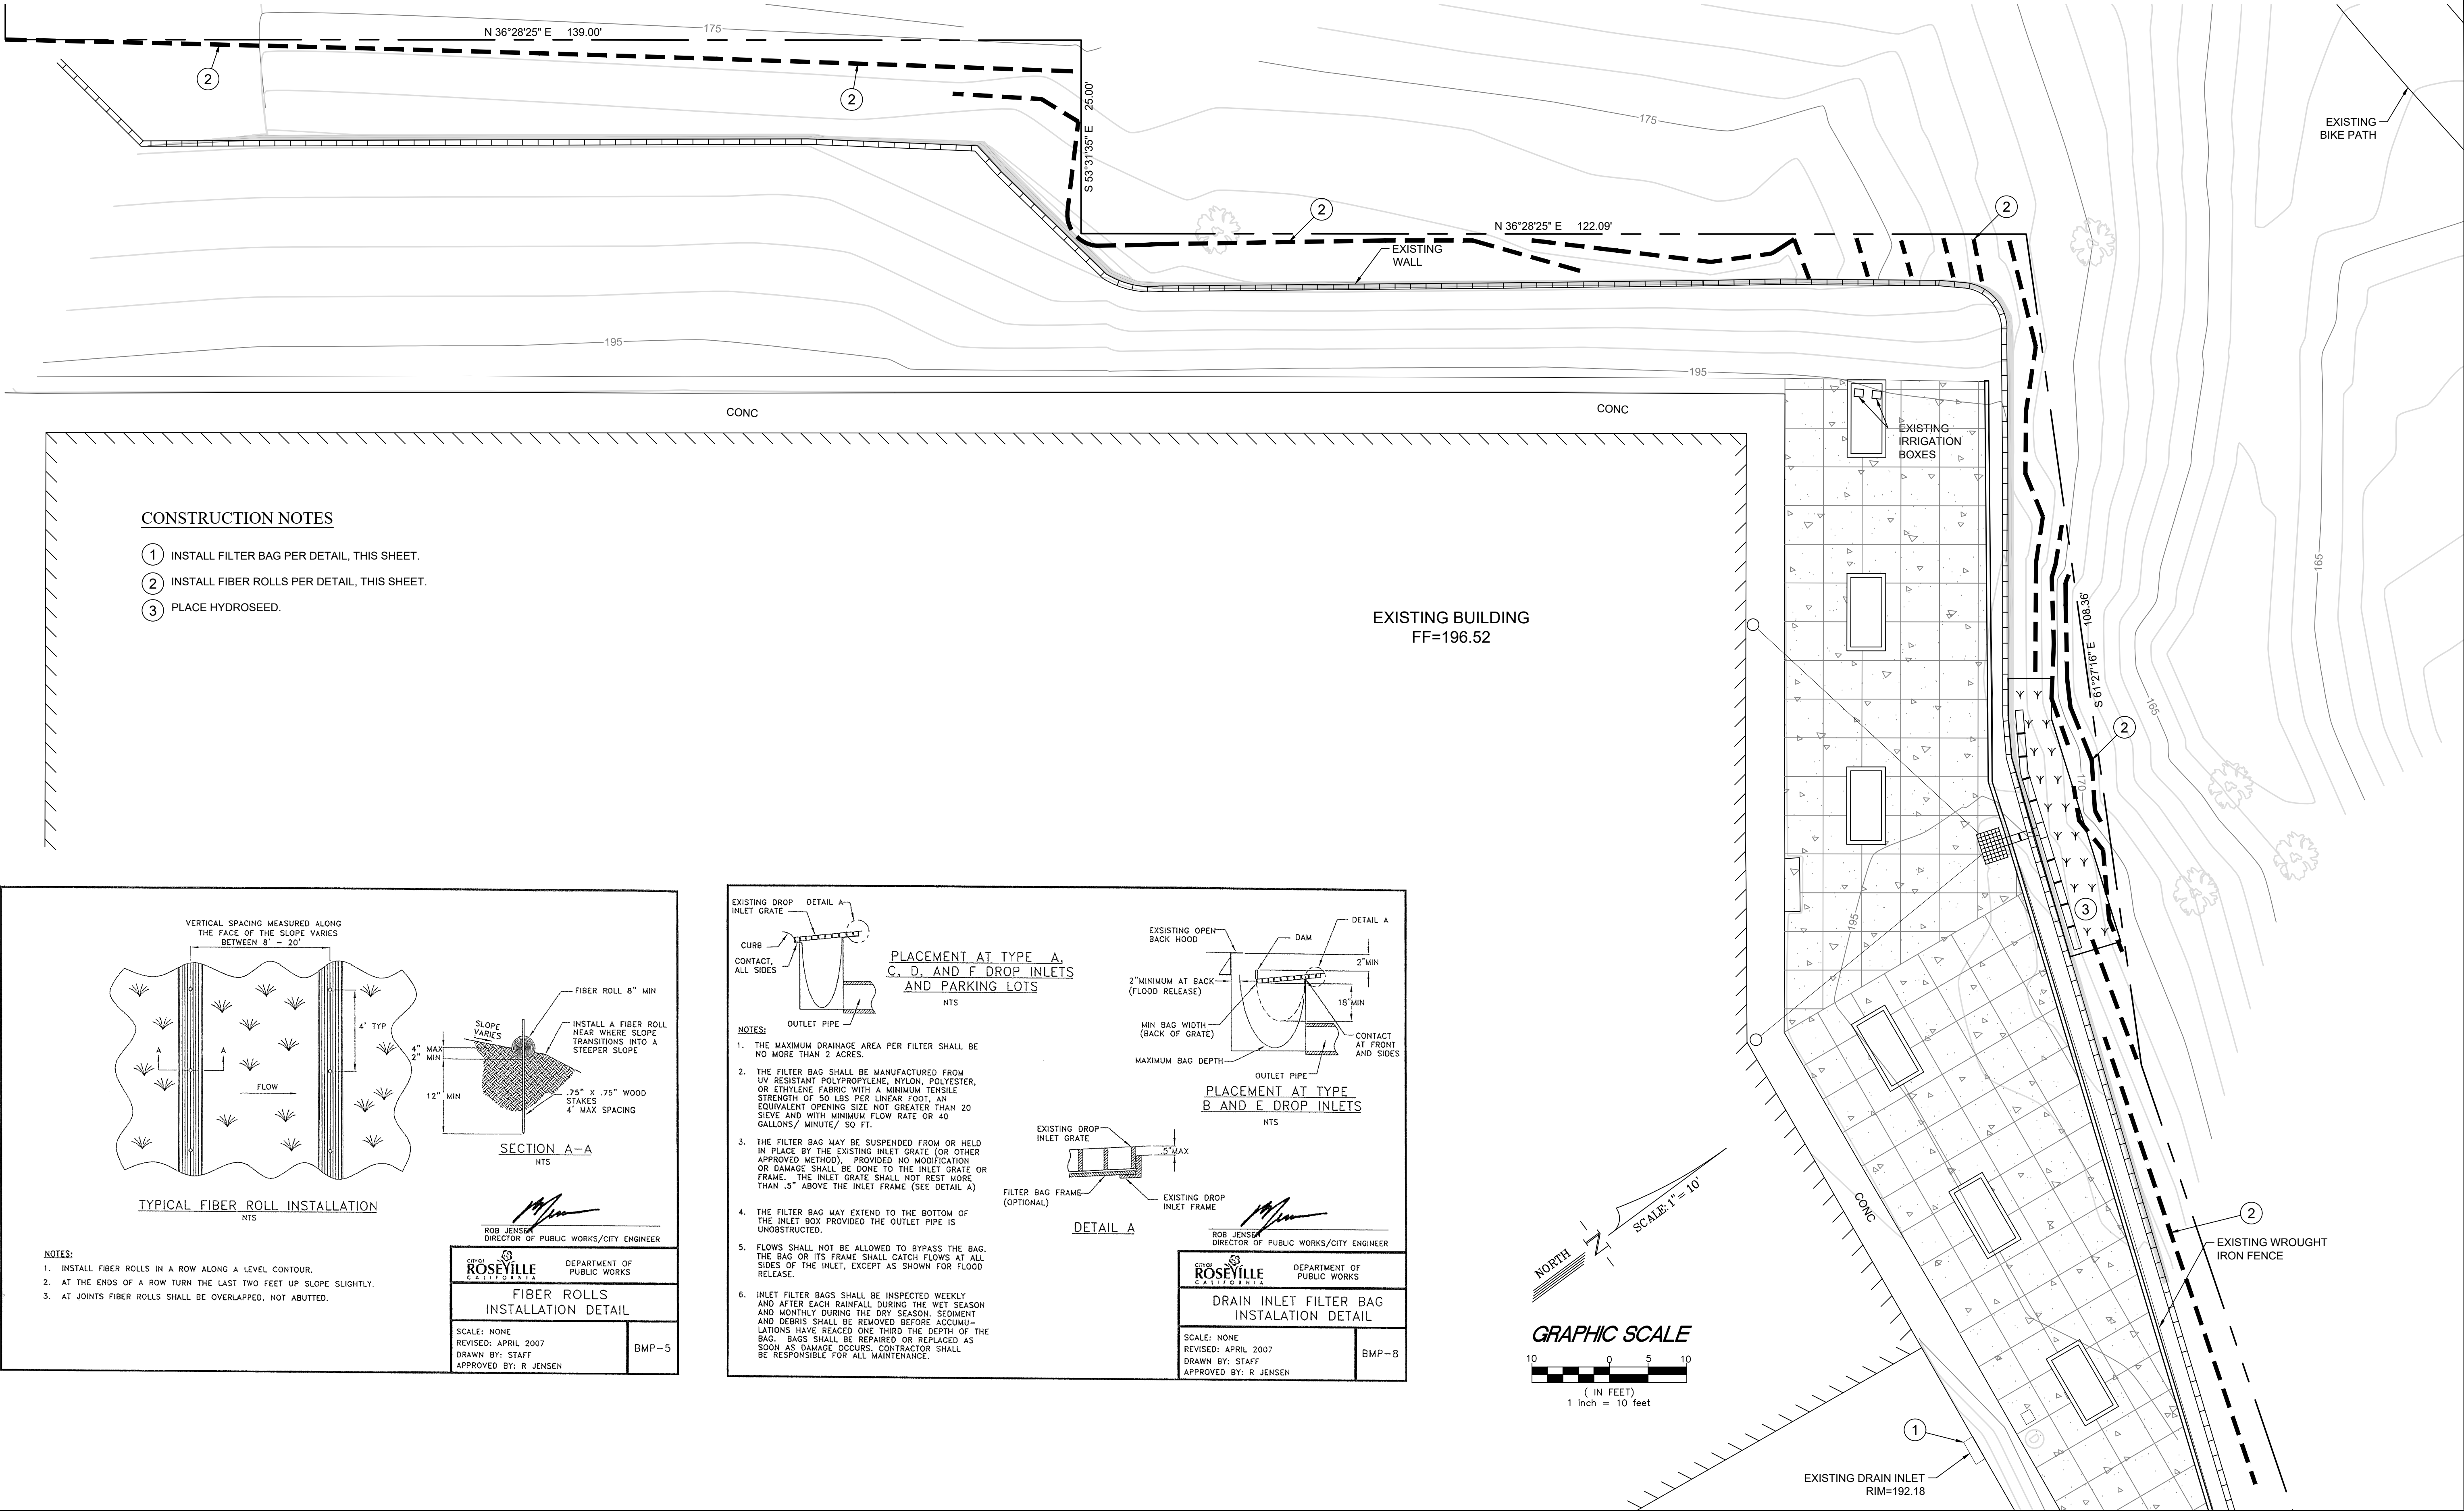 N 36°28'25" E 139.00'
175
2
2
S 53°31'35" E 25.00'
175
EXISTING
BIKE PATH
2
N 36°28'25" E 122.09'
2
EXISTING
WALL
195
195
CONC
CONC
EXISTING
IRRIGATION
BOXES
CONSTRUCTION NOTES
1 INSTALL FILTER BAG PER DETAIL, THIS SHEET.
2 INSTALL FIBER ROLLS PER DETAIL, THIS SHEET.
3 PLACE HYDROSEED.
EXISTING BUILDING
FF=196.52
165
S 61°27'16" E 108.36'
165
2
170
3
195
VERTICAL SPACING MEASURED ALONG
THE FACE OF THE SLOPE VARIES
BETWEEN 8' - 20'
4' TYP
A
A
FLOW
TYPICAL FIBER ROLL INSTALLATION
NTS
FIBER ROLL 8" MIN
SLOPE
VARIES
INSTALL A FIBER ROLL
NEAR WHERE SLOPE
TRANSITIONS INTO A
STEEPER SLOPE
4" MAX
2" MIN
12" MIN
.75" X .75" WOOD
STAKES
4' MAX SPACING
SECTION A-A
NTS
ROB JENSEN
DIRECTOR OF PUBLIC WORKS/CITY ENGINEER
NOTES:
1. INSTALL FIBER ROLLS IN A ROW ALONG A LEVEL CONTOUR.
2. AT THE ENDS OF A ROW TURN THE LAST TWO FEET UP SLOPE SLIGHTLY.
3. AT JOINTS FIBER ROLLS SHALL BE OVERLAPPED, NOT ABUTTED.
CITY OF
ROSEVILLE
CALIFORNIA
DEPARTMENT OF
PUBLIC WORKS
FIBER ROLLS
INSTALLATION DETAIL
SCALE: NONE
REVISED: APRIL 2007
DRAWN BY: STAFF
APPROVED BY: R JENSEN
BMP-5
EXISTING DROP
INLET GRATE
DETAIL A
CURB
CONTACT,
ALL SIDES
OUTLET PIPE
PLACEMENT AT TYPE A,
C, D, AND F DROP INLETS
AND PARKING LOTS
NTS
NOTES:
1. THE MAXIMUM DRAINAGE AREA PER FILTER SHALL BE
NO MORE THAN 2 ACRES.
2. THE FILTER BAG SHALL BE MANUFACTURED FROM
UV RESISTANT POLYPROPYLENE, NYLON, POLYESTER,
OR ETHYLENE FABRIC WITH A MINIMUM TENSILE
STRENGTH OF 50 LBS PER LINEAR FOOT, AN
EQUIVALENT OPENING SIZE NOT GREATER THAN 20
SIEVE AND WITH MINIMUM FLOW RATE OR 40
GALLONS/ MINUTE/ SQ FT.
3. THE FILTER BAG MAY BE SUSPENDED FROM OR HELD
IN PLACE BY THE EXISTING INLET GRATE (OR OTHER
APPROVED METHOD), PROVIDED NO MODIFICATION
OR DAMAGE SHALL BE DONE TO THE INLET GRATE OR
FRAME. THE INLET GRATE SHALL NOT REST MORE
THAN .5" ABOVE THE INLET FRAME (SEE DETAIL A)
4. THE FILTER BAG MAY EXTEND TO THE BOTTOM OF
THE INLET BOX PROVIDED THE OUTLET PIPE IS
UNOBSTRUCTED.
5. FLOWS SHALL NOT BE ALLOWED TO BYPASS THE BAG.
THE BAG OR ITS FRAME SHALL CATCH FLOWS AT ALL
SIDES OF THE INLET, EXCEPT AS SHOWN FOR FLOOD
RELEASE.
6. INLET FILTER BAGS SHALL BE INSPECTED WEEKLY
AND AFTER EACH RAINFALL DURING THE WET SEASON
AND MONTHLY DURING THE DRY SEASON. SEDIMENT
AND DEBRIS SHALL BE REMOVED BEFORE ACCUMU-
LATIONS HAVE REACED ONE THIRD THE DEPTH OF THE
BAG. BAGS SHALL BE REPAIRED OR REPLACED AS
SOON AS DAMAGE OCCURS. CONTRACTOR SHALL
BE RESPONSIBLE FOR ALL MAINTENANCE.
EXSISTING OPEN
BACK HOOD
DAM
DETAIL A
2"MIN
2"MINIMUM AT BACK
(FLOOD RELEASE)
18"MIN
MIN BAG WIDTH
(BACK OF GRATE)
CONTACT
AT FRONT
AND SIDES
MAXIMUM BAG DEPTH
OUTLET PIPE
PLACEMENT AT TYPE
B AND E DROP INLETS
NTS
EXISTING DROP
INLET GRATE
.5"MAX
FILTER BAG FRAME
(OPTIONAL)
EXISTING DROP
INLET FRAME
DETAIL A
ROB JENSEN
DIRECTOR OF PUBLIC WORKS/CITY ENGINEER
CITY OF
ROSEVILLE
CALIFORNIA
DEPARTMENT OF
PUBLIC WORKS
DRAIN INLET FILTER BAG
INSTALATION DETAIL
SCALE: NONE
REVISED: APRIL 2007
DRAWN BY: STAFF
APPROVED BY: R JENSEN
BMP-8
NORTH
SCALE: 1"= 10'
GRAPHIC SCALE
10 0 5 10
( IN FEET)
1 inch = 10 feet
CONC
2
EXISTING WROUGHT
IRON FENCE
1
D
EXISTING DRAIN INLET
RIM=192.18